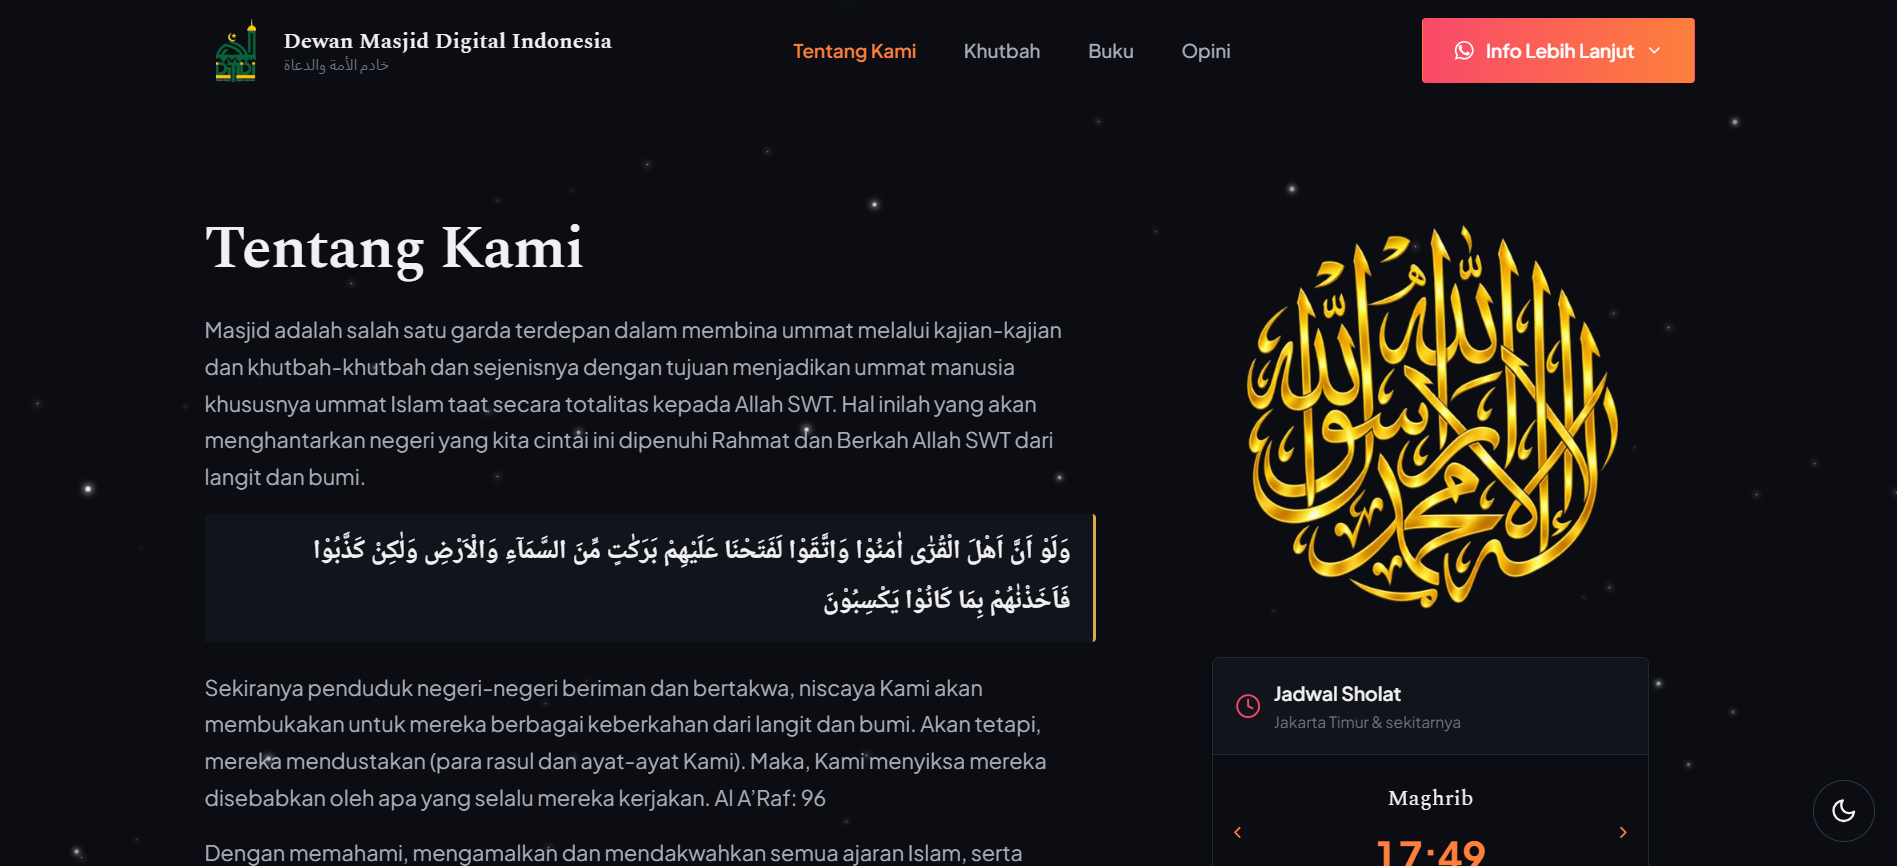 Dewan Masjid Digital Indonesia
خادم الأمة والدعاة
Tentang Kami
Khutbah
Buku
Opini
Info Lebih Lanjut
Tentang Kami
Masjid adalah salah satu garda terdepan dalam membina ummat melalui kajian-kajian
dan khutbah-khutbah dan sejenisnya dengan tujuan menjadikan ummat manusia
khususnya ummat Islam taat secara totalitas kepada Allah SWT. Hal inilah yang akan
menghantarkan negeri yang kita cintai ini dipenuhi Rahmat dan Berkah Allah SWT dari
langit dan bumi.
وَلَوْ اَنَّ اَهْلَ الْقُرٰٓى اٰمَنُوْا وَاتَّقَوْا لَفَتَحْنَا عَلَيْهِمْ بَرَكٰتٍ مِّنَ السَّمَاۤءِ وَالْاَرْضِ وَلٰكِنْ كَذَّبُوْا
فَاَخَذْنٰهُمْ بِمَا كَانُوْا يَكْسِبُوْنَ
Sekiranya penduduk negeri-negeri beriman dan bertakwa, niscaya Kami akan
membukakan untuk mereka berbagai keberkahan dari langit dan bumi. Akan tetapi,
mereka mendustakan (para rasul dan ayat-ayat Kami). Maka, Kami menyiksa mereka
disebabkan oleh apa yang selalu mereka kerjakan. Al A’Raf: 96
Dengan memahami, mengamalkan dan mendakwahkan semua ajaran Islam, serta
لا إله إلا الله محمد رسول الله
Jadwal Sholat
Jakarta Timur & sekitarnya
Maghrib
17:49